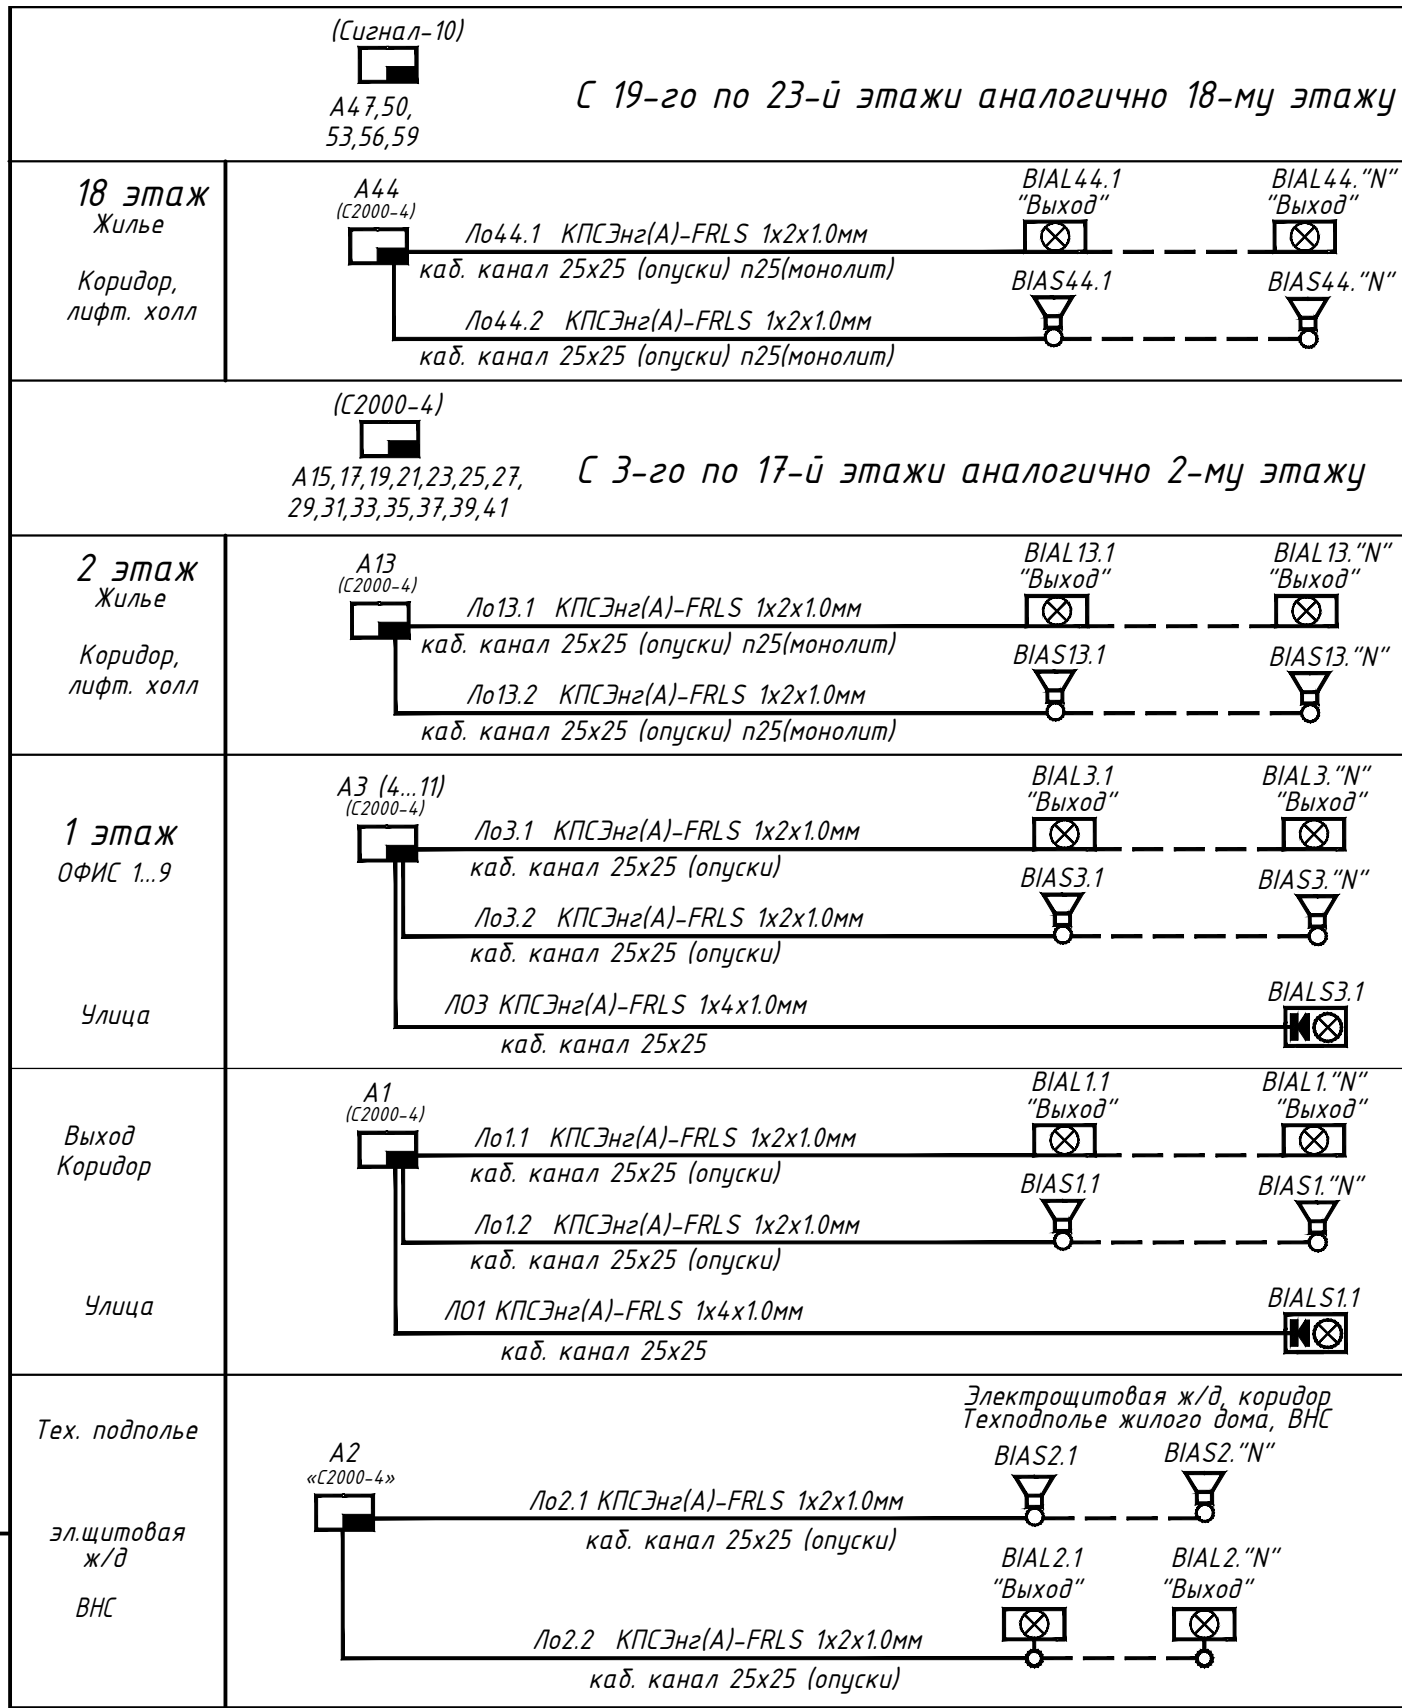 (Сигнал-10)
А47,50,
53,56,59
С 19-го по 23-й этажи аналогично 18-му этажу
18 этаж
Жилье
Коридор,
лифт. холл
А44
(С2000-4)
Ло44.1 КПСЭнг(А)-FRLS 1х2х1.0мм
каб. канал 25х25 (опуски) п25(монолит)
Ло44.2 КПСЭнг(А)-FRLS 1х2х1.0мм
каб. канал 25х25 (опуски) п25(монолит)
BIAL44.1
"Выход"
BIAL44."N"
"Выход"
BIAS44.1
BIAS44."N"
(С2000-4)
А15,17,19,21,23,25,27,
29,31,33,35,37,39,41
С 3-го по 17-й этажи аналогично 2-му этажу
2 этаж
Жилье
Коридор,
лифт. холл
А13
(С2000-4)
Ло13.1 КПСЭнг(А)-FRLS 1х2х1.0мм
каб. канал 25х25 (опуски) п25(монолит)
Ло13.2 КПСЭнг(А)-FRLS 1х2х1.0мм
каб. канал 25х25 (опуски) п25(монолит)
BIAL13.1
"Выход"
BIAL13."N"
"Выход"
BIAS13.1
BIAS13."N"
1 этаж
ОФИС 1...9
Улица
А3 (4...11)
(С2000-4)
Ло3.1 КПСЭнг(А)-FRLS 1х2х1.0мм
каб. канал 25х25 (опуски)
Ло3.2 КПСЭнг(А)-FRLS 1х2х1.0мм
каб. канал 25х25 (опуски)
ЛО3 КПСЭнг(А)-FRLS 1х4х1.0мм
каб. канал 25х25
BIAL3.1
"Выход"
BIAL3."N"
"Выход"
BIAS3.1
BIAS3."N"
BIALS3.1
Выход
Коридор
Улица
А1
(С2000-4)
Ло1.1 КПСЭнг(А)-FRLS 1х2х1.0мм
каб. канал 25х25 (опуски)
Ло1.2 КПСЭнг(А)-FRLS 1х2х1.0мм
каб. канал 25х25 (опуски)
ЛО1 КПСЭнг(А)-FRLS 1х4х1.0мм
каб. канал 25х25
BIAL1.1
"Выход"
BIAL1."N"
"Выход"
BIAS1.1
BIAS1."N"
BIALS1.1
Тех. подполье
эл.щитовая
ж/д
ВНС
А2
«С2000-4»
Электрощитовая ж/д, коридор
Техподполье жилого дома, ВНС
BIAS2.1
BIAS2."N"
Ло2.1 КПСЭнг(А)-FRLS 1х2х1.0мм
каб. канал 25х25 (опуски)
BIAL2.1
"Выход"
BIAL2."N"
"Выход"
Ло2.2 КПСЭнг(А)-FRLS 1х2х1.0мм
каб. канал 25х25 (опуски)